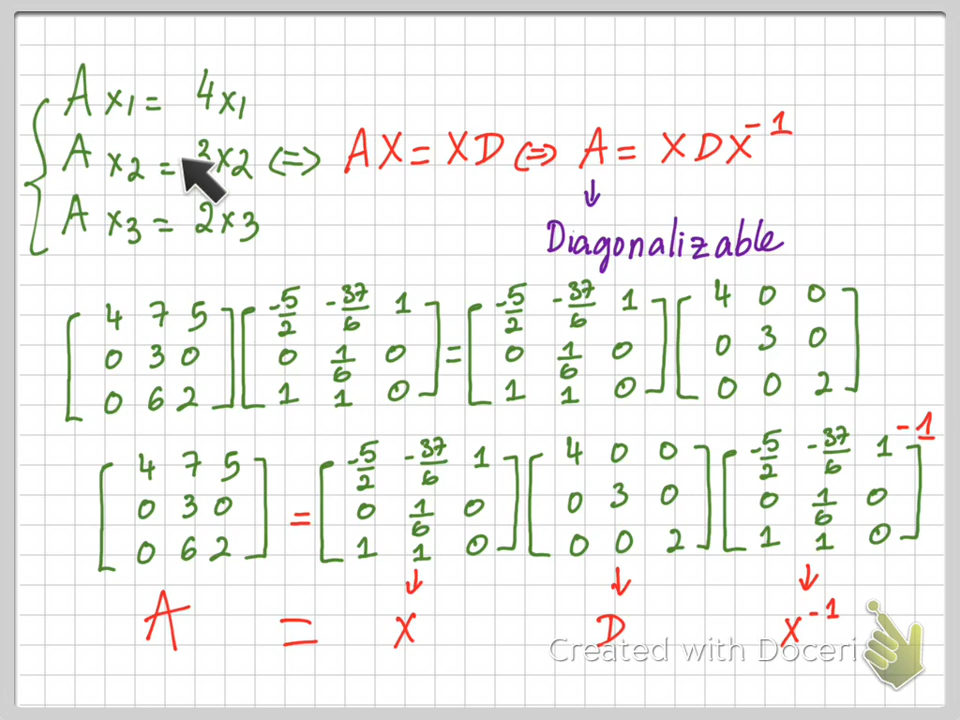 A x1 = 4x1
A x2 = 2x2 <=> AX = XD <=> A = XDX⁻¹
A x3 = 2x3
↓
Diagonalizable
[4 7 5] [-5/2 -37/6 1] = [-5/2 -37/6 1] [4 0 0]
[0 3 0] [0 1/6 0] [0 1/6 0] [0 3 0]
[0 6 2] [1 1 0] [1 1 0] [0 0 2]
[4 7 5] = [-5/2 -37/6 1] [4 0 0] [-5/2 -37/6 1]⁻¹
[0 3 0] [0 1/6 0] [0 3 0] [0 1/6 0]
[0 6 2] [1 1 0] [0 0 2] [1 1 0]
↓ ↓ ↓
A = X D X⁻¹
Created with Doceri